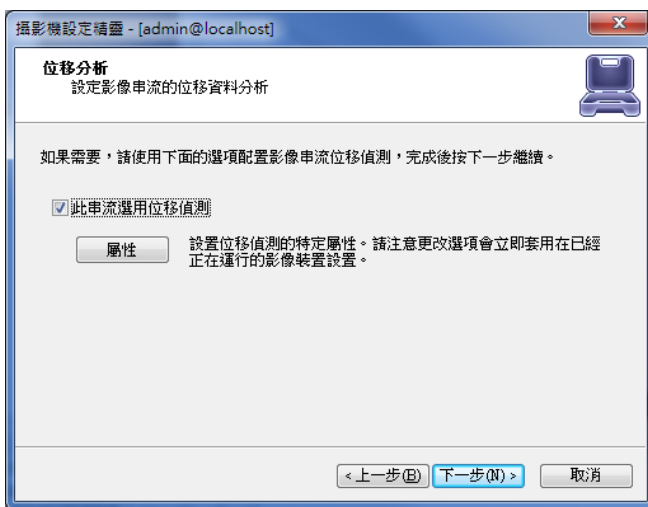 攝影機設定精靈 - [admin@localhost]
位移分析
設定影像串流的位移資料分析
如果需要，請使用下面的選項配置影像串流位移偵測，完成後按下一步繼續。
此串流選用位移偵測
屬性
設置位移偵測的特定屬性。請注意更改選項會立即套用在已經
正在運行的影像裝置設置。
<上一步(B) 下一步(N)> 取消